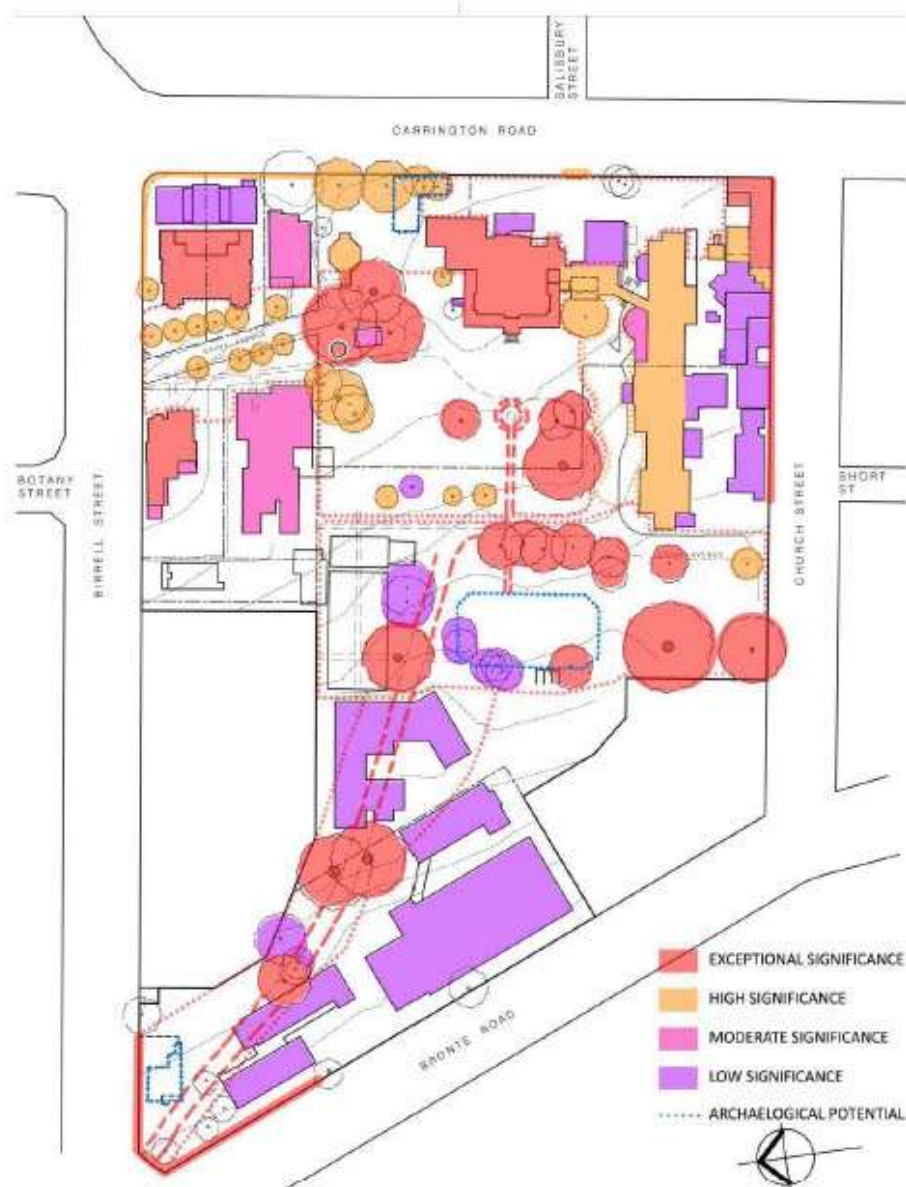 SALISBURY
STREET
CARRINGTON ROAD
BOTANY
STREET
BIRRELL STREET
CHURCH STREET
SHORT
ST
BRONTE ROAD
EXCEPTIONAL SIGNIFICANCE
HIGH SIGNIFICANCE
MODERATE SIGNIFICANCE
LOW SIGNIFICANCE
ARCHAELOGICAL POTENTIAL